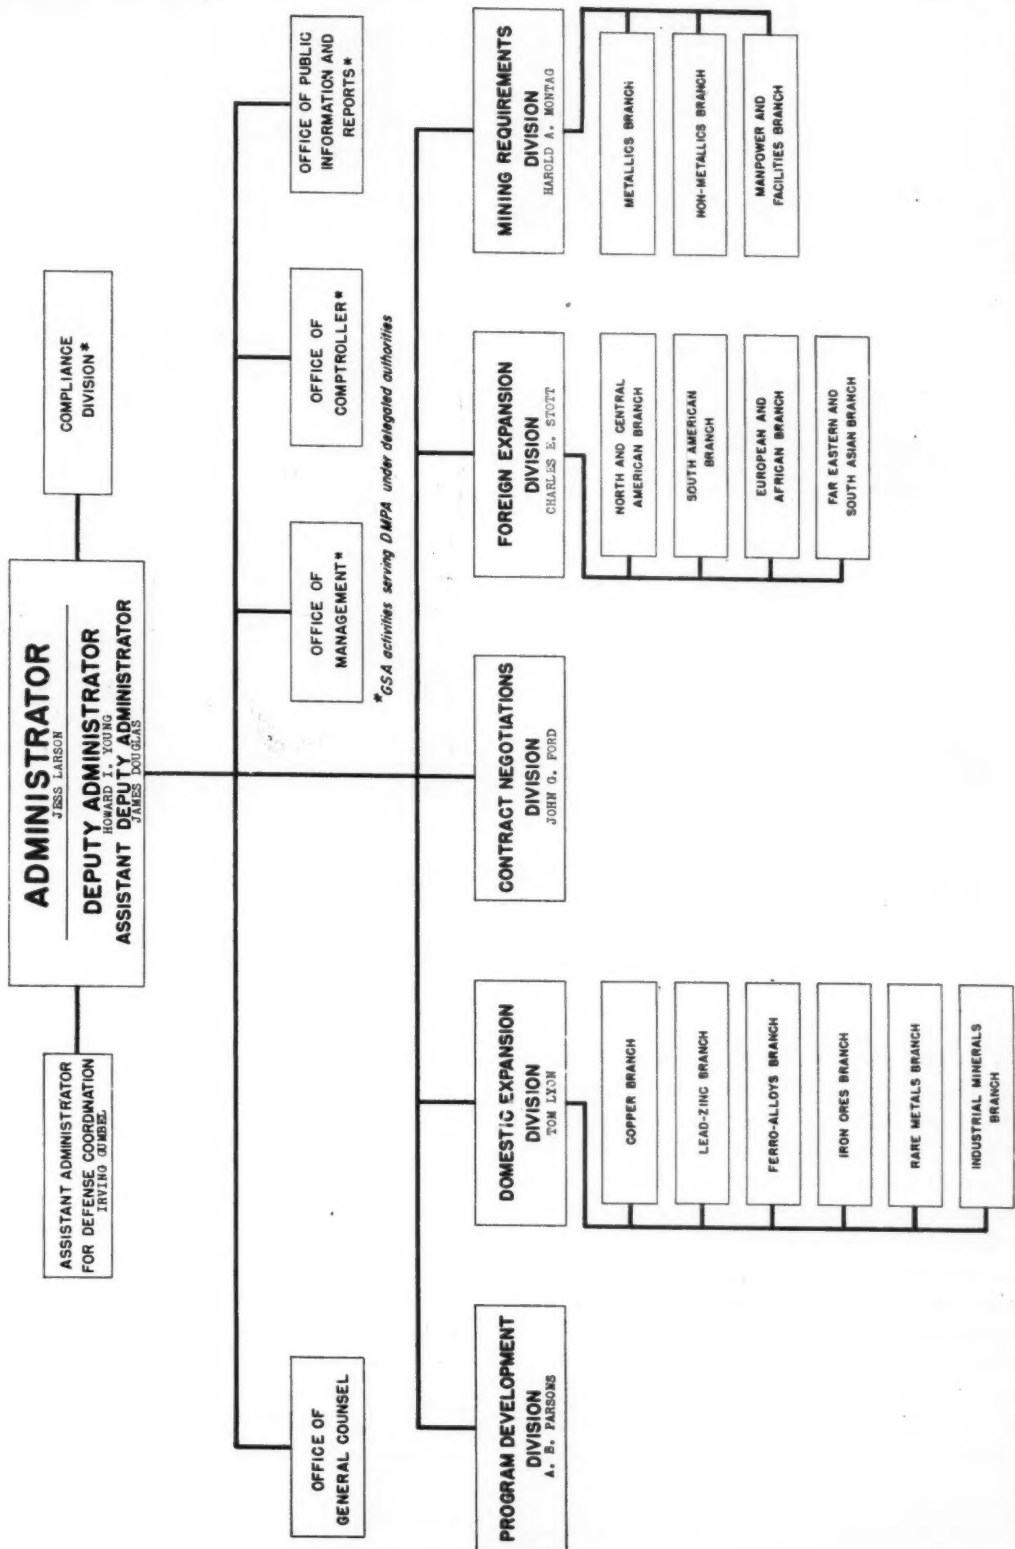 ADMINISTRATOR
JESS LARSON
DEPUTY ADMINISTRATOR
HOWARD I. YOUNG
ASSISTANT DEPUTY ADMINISTRATOR
JAMES DOUGLAS
ASSISTANT ADMINISTRATOR
FOR DEFENSE COORDINATION
IRVING GUMBEL
COMPLIANCE
DIVISION*
OFFICE OF
GENERAL COUNSEL
OFFICE OF
MANAGEMENT*
OFFICE OF
COMPTROLLER*
OFFICE OF PUBLIC
INFORMATION AND
REPORTS*
*GSA activities serving DMPA under delegated authorities
PROGRAM DEVELOPMENT
DIVISION
A. B. PARSONS
DOMESTIC EXPANSION
DIVISION
TOM LYON
COPPER BRANCH
LEAD-ZINC BRANCH
FERRO-ALLOYS BRANCH
IRON ORES BRANCH
RARE METALS BRANCH
INDUSTRIAL MINERALS
BRANCH
CONTRACT NEGOTIATIONS
DIVISION
JOHN G. FORD
FOREIGN EXPANSION
DIVISION
CHARLES E. STOTT
NORTH AND CENTRAL
AMERICAN BRANCH
SOUTH AMERICAN
BRANCH
EUROPEAN AND
AFRICAN BRANCH
FAR EASTERN AND
SOUTH ASIAN BRANCH
MINING REQUIREMENTS
DIVISION
HAROLD A. MONTAG
METALLICS BRANCH
NON-METALLICS BRANCH
MANPOWER AND
FACILITIES BRANCH